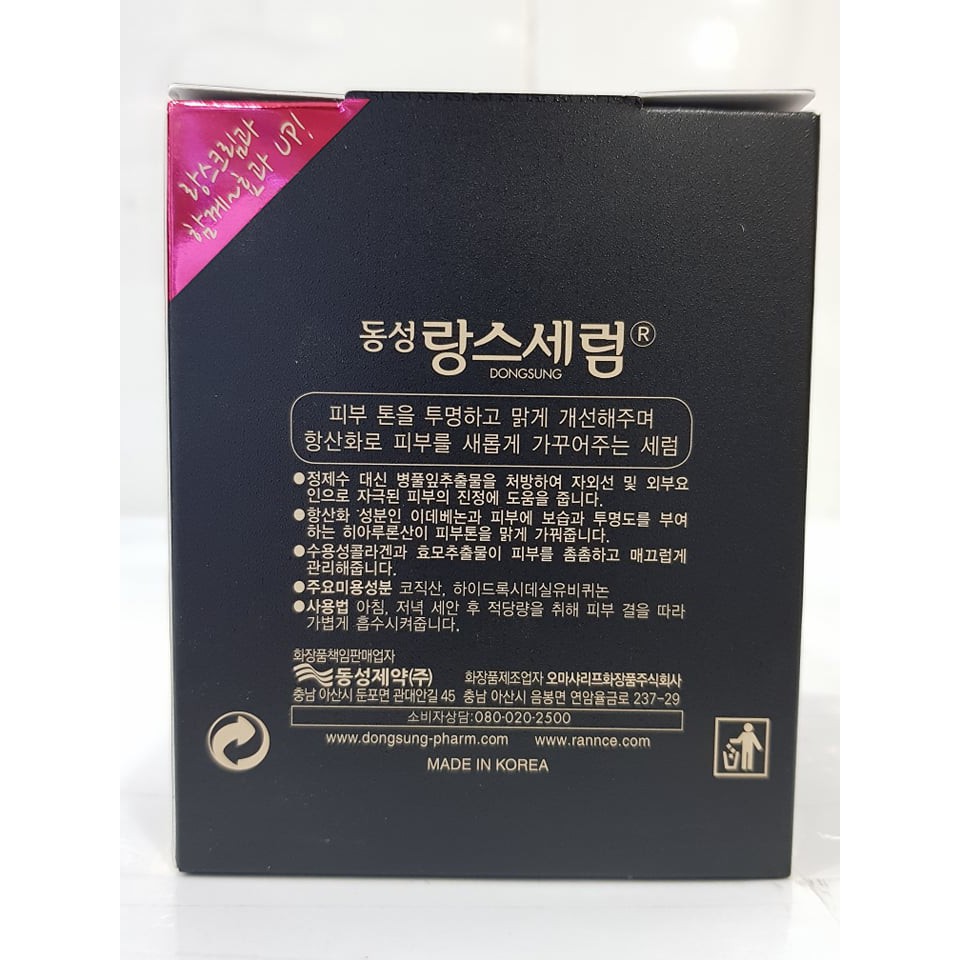 랑스크림과
함께~효과 UP!
동성 랑스세럼®
DONGSUNG
피부 톤을 투명하고 맑게 개선해주며
항산화로 피부를 새롭게 가꾸어주는 세럼
●정제수 대신 병풀잎추출물을 처방하여 자외선 및 외부요
인으로 자극된 피부의 진정에 도움을 줍니다.
●항산화 성분인 이데베논과 피부에 보습과 투명도를 부여
하는 히아루론산이 피부톤을 맑게 가꿔줍니다.
●수용성콜라겐과 효모추출물이 피부를 촘촘하고 매끄럽게
관리해줍니다.
●주요미용성분 코직산, 하이드록시데실유비퀴논
●사용법 아침, 저녁 세안 후 적당량을 취해 피부 결을 따라
가볍게 흡수시켜줍니다.
화장품책임판매업자
동성제약(주) 화장품제조업자 오마샤리프화장품주식회사
충남 아산시 둔포면 관대안길 45 충남 아산시 음봉면 연암율금로 237-29
소비자상담:080-020-2500
www.dongsung-pharm.com www.rannce.com
MADE IN KOREA